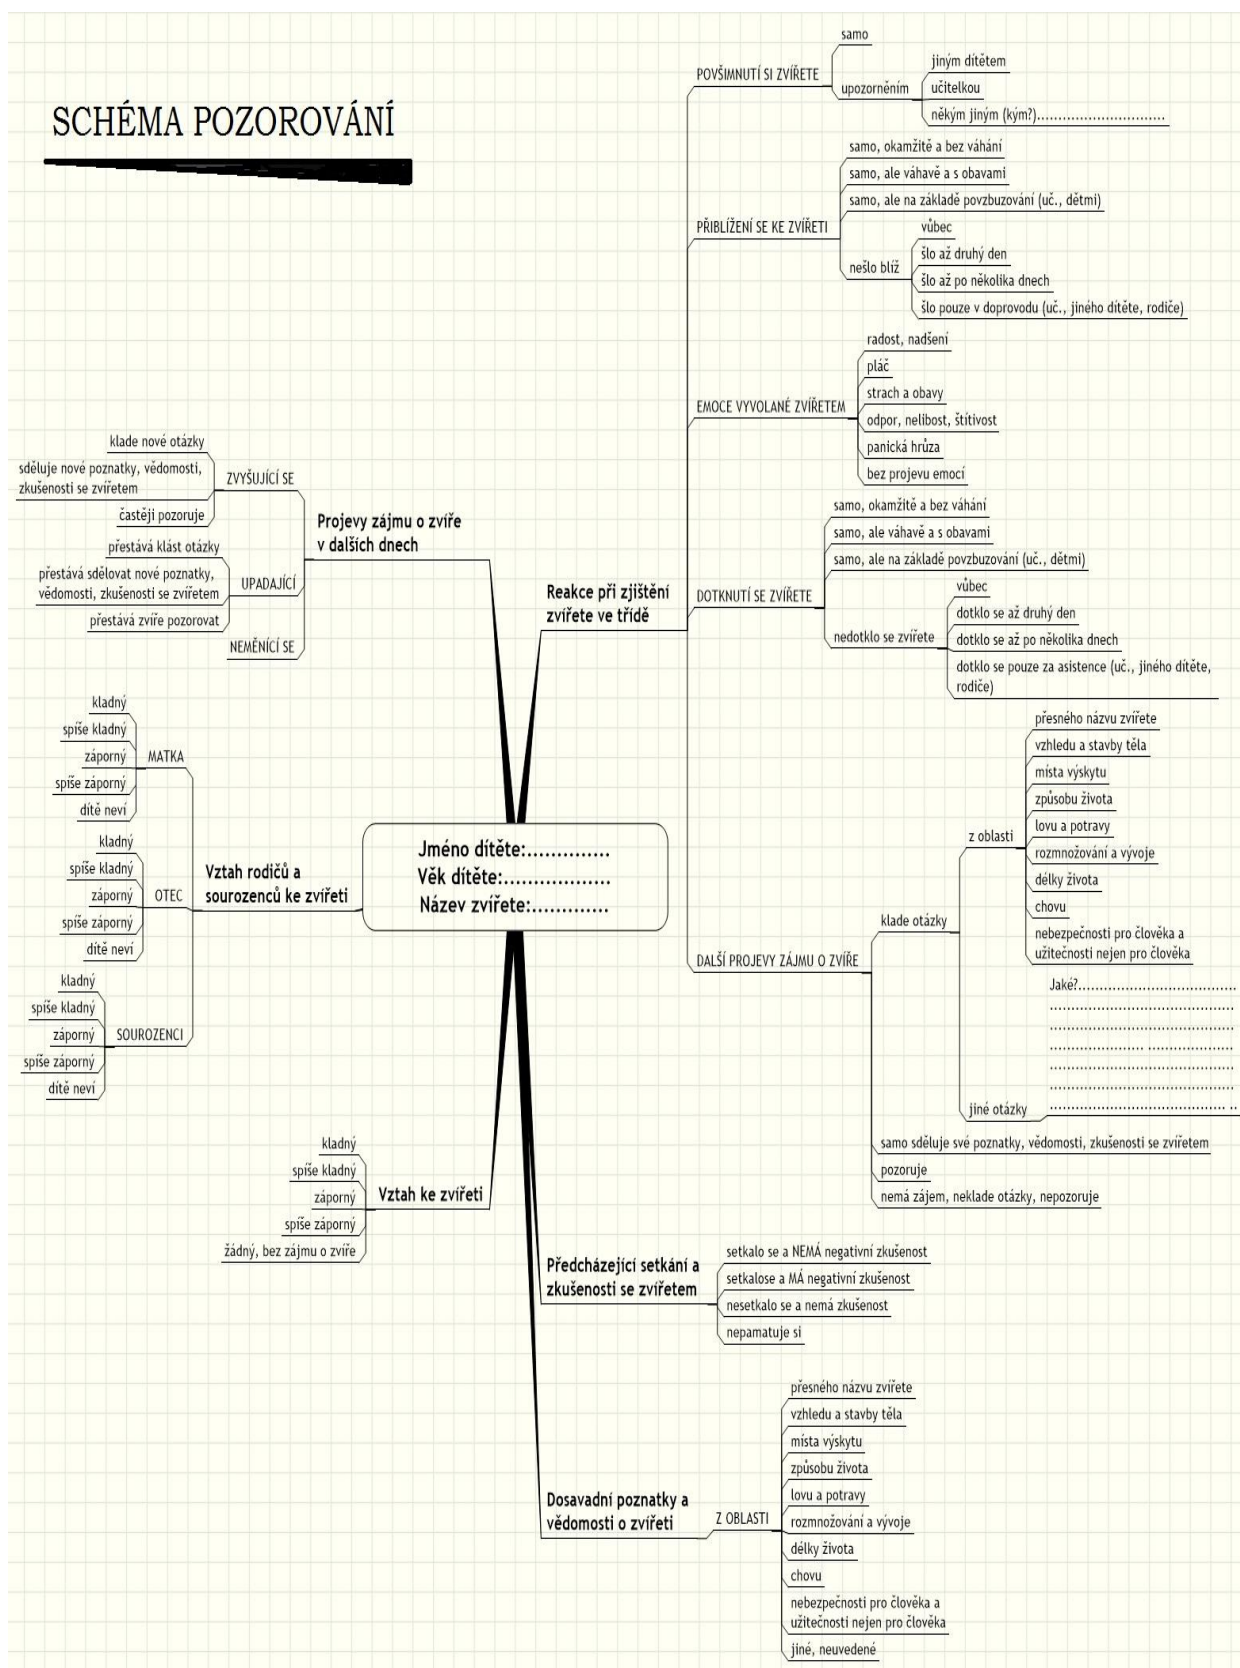 SCHÉMA POZOROVÁNÍ
Jméno dítěte:..............
Věk dítěte:...................
Název zvířete:.............
Reakce při zjištění
zvířete ve třídě
POVŠIMNUTÍ SI ZVÍŘETE
samo
upozorněním
jiným dítětem
učitelkou
někým jiným (kým?)..............................
PŘIBLÍŽENÍ SE KE ZVÍŘETI
samo, okamžitě a bez váhání
samo, ale váhavě a s obavami
samo, ale na základě povzbuzování (uč., dětmi)
nešlo blíž
vůbec
šlo až druhý den
šlo až po několika dnech
šlo pouze v doprovodu (uč., jiného dítěte, rodiče)
EMOCE VYVOLANÉ ZVÍŘETEM
radost, nadšení
pláč
strach a obavy
odpor, nelibost, štítivost
panická hrůza
bez projevu emocí
DOTKNUTÍ SE ZVÍŘETE
samo, okamžitě a bez váhání
samo, ale váhavě a s obavami
samo, ale na základě povzbuzování (uč., dětmi)
nedotklo se zvířete
vůbec
dotklo se až druhý den
dotklo se až po několika dnech
dotklo se pouze za asistence (uč., jiného dítěte,
rodiče)
DALŠÍ PROJEVY ZÁJMU O ZVÍŘE
klade otázky
z oblasti
přesného názvu zvířete
vzhledu a stavby těla
místa výskytu
způsobu života
lovu a potravy
rozmnožování a vývoje
délky života
chovu
nebezpečnosti pro člověka a
užitečnosti nejen pro člověka
jiné otázky
Jaké?.....................................
...........................................
...........................................
...................... ....................
...........................................
...........................................
......................................... ..
samo sděluje své poznatky, vědomosti, zkušenosti se zvířetem
pozoruje
nemá zájem, neklade otázky, nepozoruje
Předcházející setkání a
zkušenosti se zvířetem
setkalo se a NEMÁ negativní zkušenost
setkalose a MÁ negativní zkušenost
nesetkalo se a nemá zkušenost
nepamatuje si
Dosavadní poznatky a
vědomosti o zvířeti
Z OBLASTI
přesného názvu zvířete
vzhledu a stavby těla
místa výskytu
způsobu života
lovu a potravy
rozmnožování a vývoje
délky života
chovu
nebezpečnosti pro člověka a
užitečnosti nejen pro člověka
jiné, neuvedené
Projevy zájmu o zvíře
v dalších dnech
ZVYŠUJÍCÍ SE
klade nové otázky
sděluje nové poznatky, vědomosti,
zkušenosti se zvířetem
častěji pozoruje
UPADAJÍCÍ
přestává klást otázky
přestává sdělovat nové poznatky,
vědomosti, zkušenosti se zvířetem
přestává zvíře pozorovat
NEMĚNÍCÍ SE
Vztah rodičů a
sourozenců ke zvířeti
MATKA
kladný
spíše kladný
záporný
spíše záporný
dítě neví
OTEC
kladný
spíše kladný
záporný
spíše záporný
dítě neví
SOUROZENCI
kladný
spíše kladný
záporný
spíše záporný
dítě neví
Vztah ke zvířeti
kladný
spíše kladný
záporný
spíše záporný
žádný, bez zájmu o zvíře